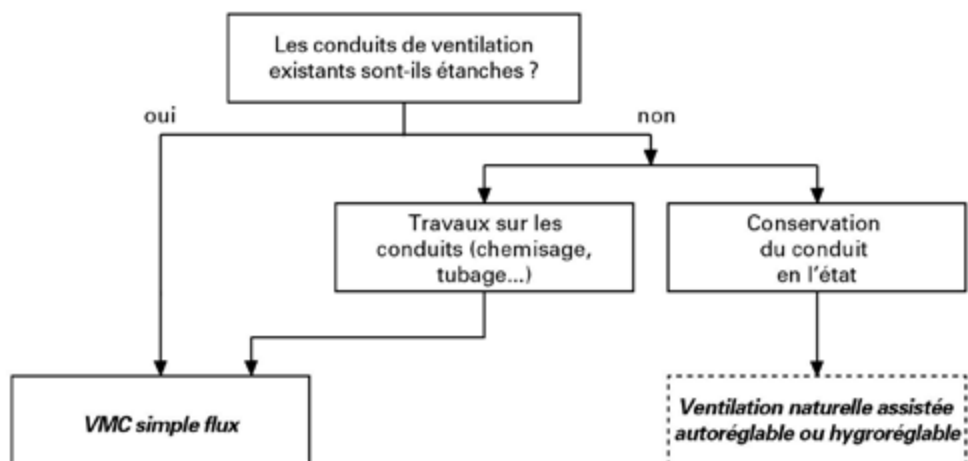 Les conduits de ventilation
existants sont-ils étanches ?
oui
non
Travaux sur les
conduits (chemisage,
tubage...)
Conservation
du conduit
en l'état
VMC simple flux
Ventilation naturelle assistée
autoréglable ou hygroréglable